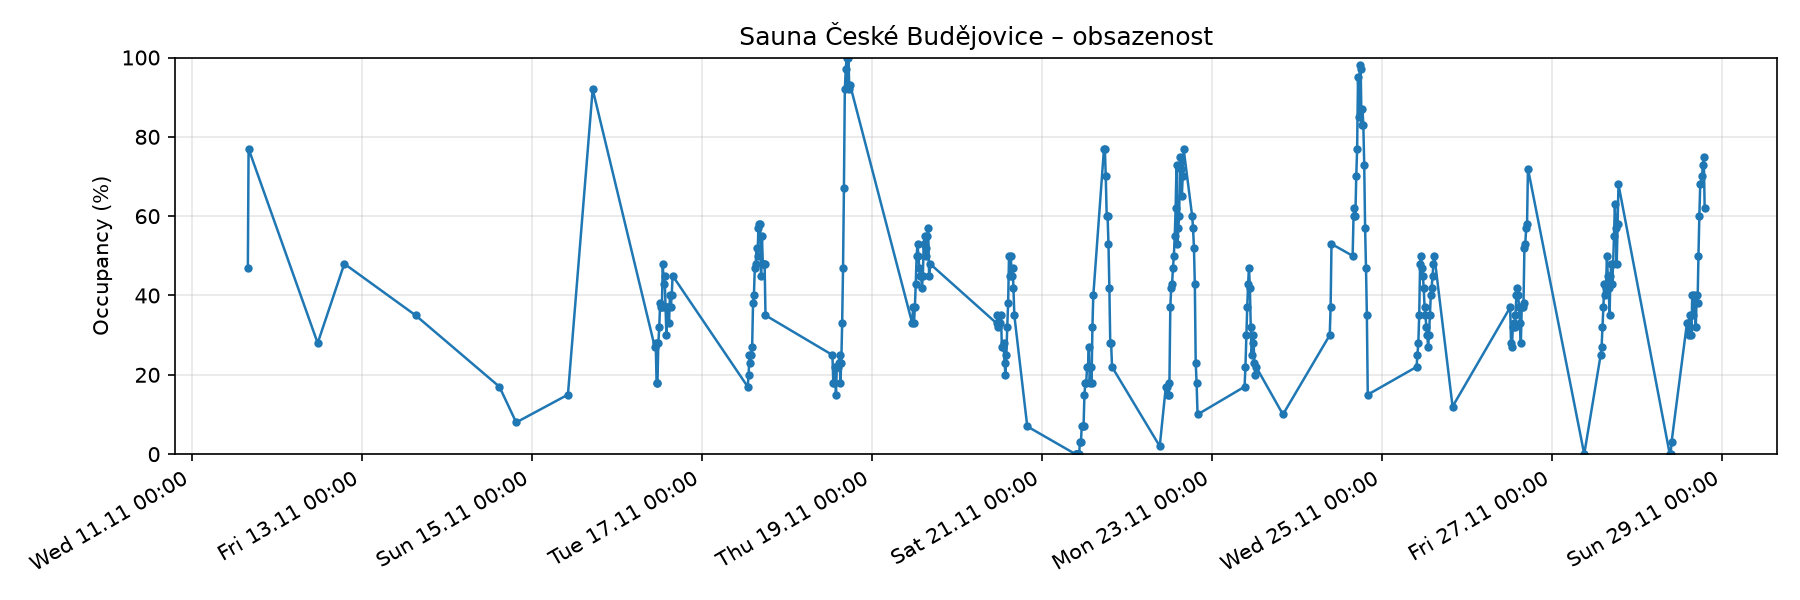 Sauna České Budějovice – obsazenost
Occupancy (%)
100
80
60
40
20
0
Wed 11.11 00:00
Fri 13.11 00:00
Sun 15.11 00:00
Tue 17.11 00:00
Thu 19.11 00:00
Sat 21.11 00:00
Mon 23.11 00:00
Wed 25.11 00:00
Fri 27.11 00:00
Sun 29.11 00:00